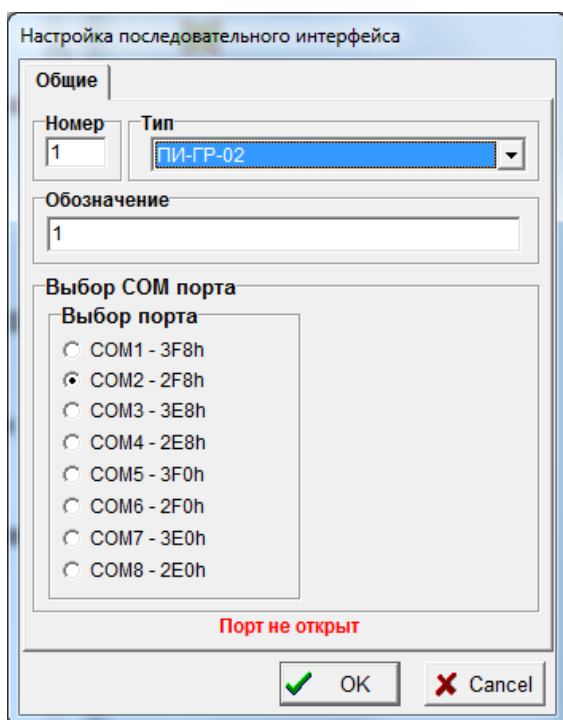 Настройка последовательного интерфейса
Общие
Номер Тип
1 ПИ-ГР-02
Обозначение
1
Выбор COM порта
Выбор порта
COM1 - 3F8h
COM2 - 2F8h
COM3 - 3E8h
COM4 - 2E8h
COM5 - 3F0h
COM6 - 2F0h
COM7 - 3E0h
COM8 - 2E0h
Порт не открыт
OK Cancel